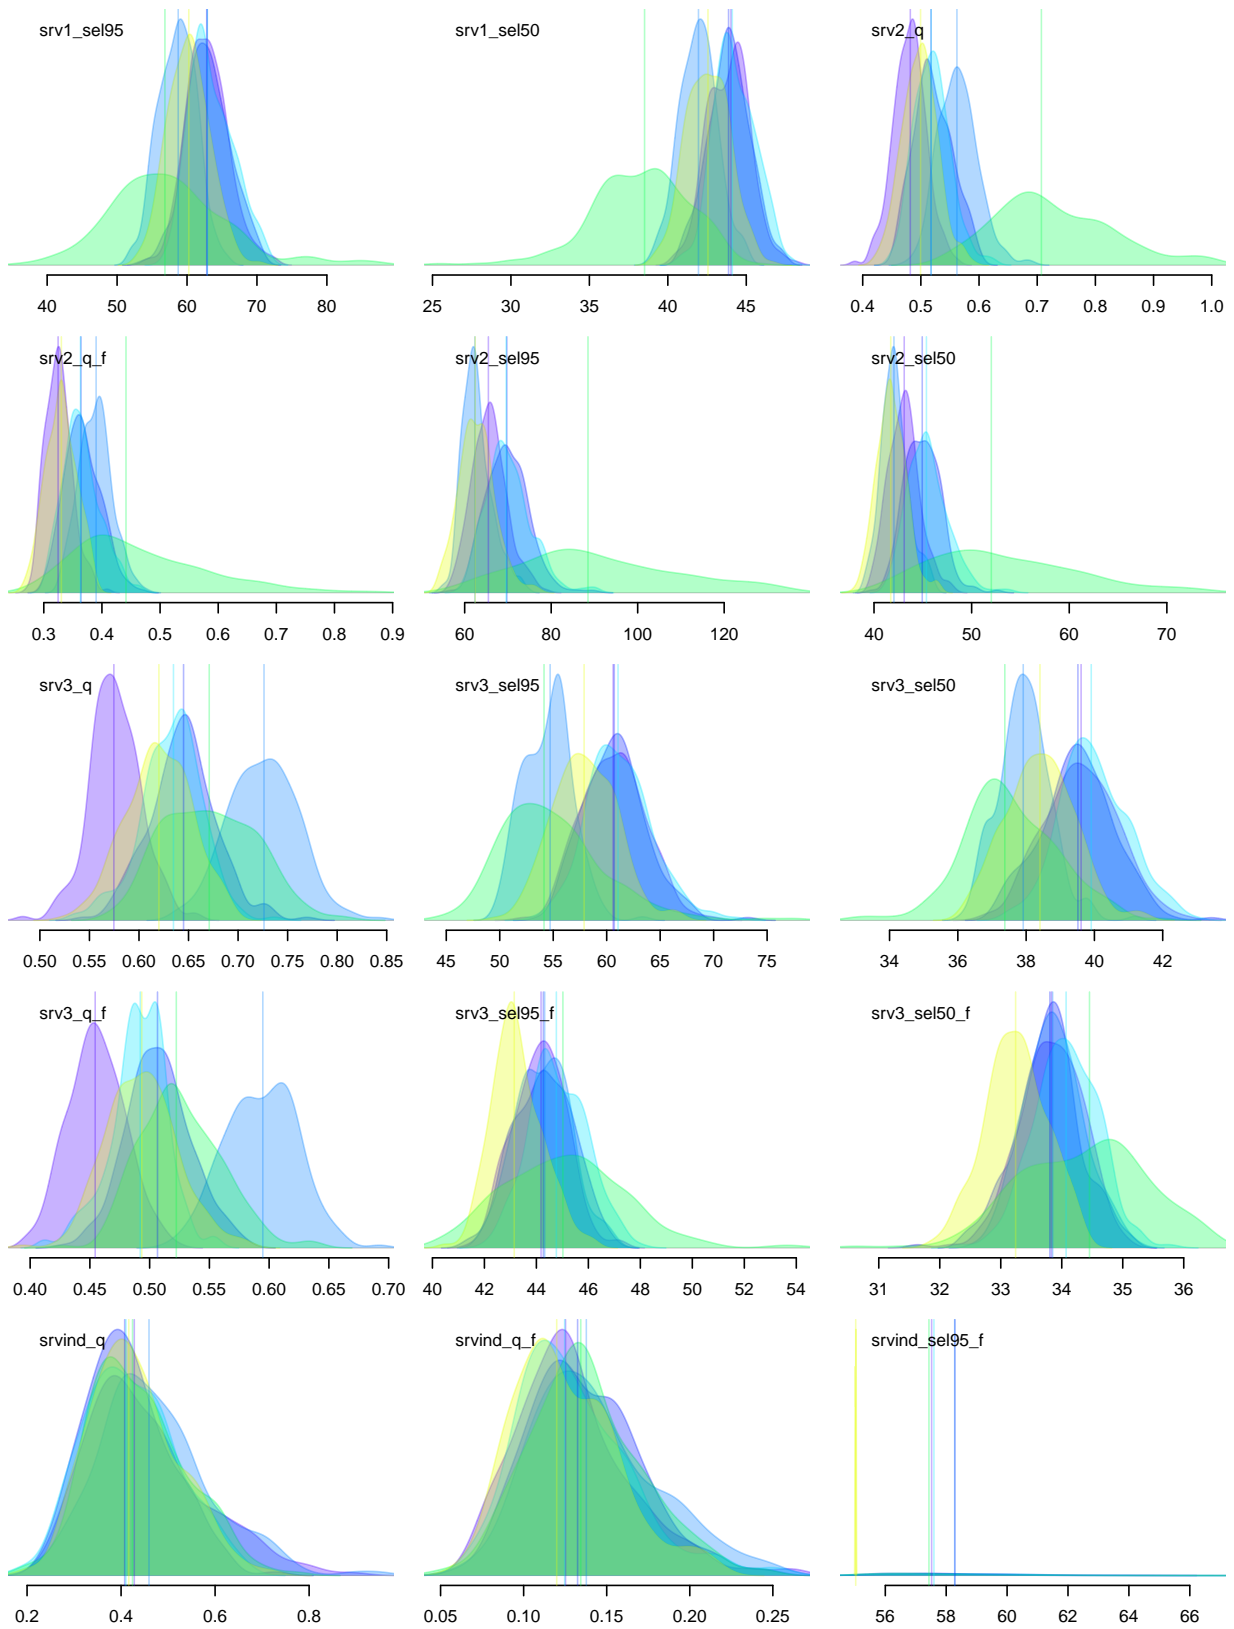 srv1_sel95 srv1_sel50 srv2_q
40 50 60 70 80 25 30 35 40 45 0.4 0.5 0.6 0.7 0.8 0.9 1.0
srv2_q_f srv2_sel95 srv2_sel50
0.3 0.4 0.5 0.6 0.7 0.8 0.9 60 80 100 120 40 50 60 70
srv3_q srv3_sel95 srv3_sel50
0.50 0.55 0.60 0.65 0.70 0.75 0.80 0.85 45 50 55 60 65 70 75 34 36 38 40 42
srv3_q_f srv3_sel95_f srv3_sel50_f
0.40 0.45 0.50 0.55 0.60 0.65 0.70 40 42 44 46 48 50 52 54 31 32 33 34 35 36
srvind_q srvind_q_f srvind_sel95_f
0.2 0.4 0.6 0.8 0.05 0.10 0.15 0.20 0.25 56 58 60 62 64 66